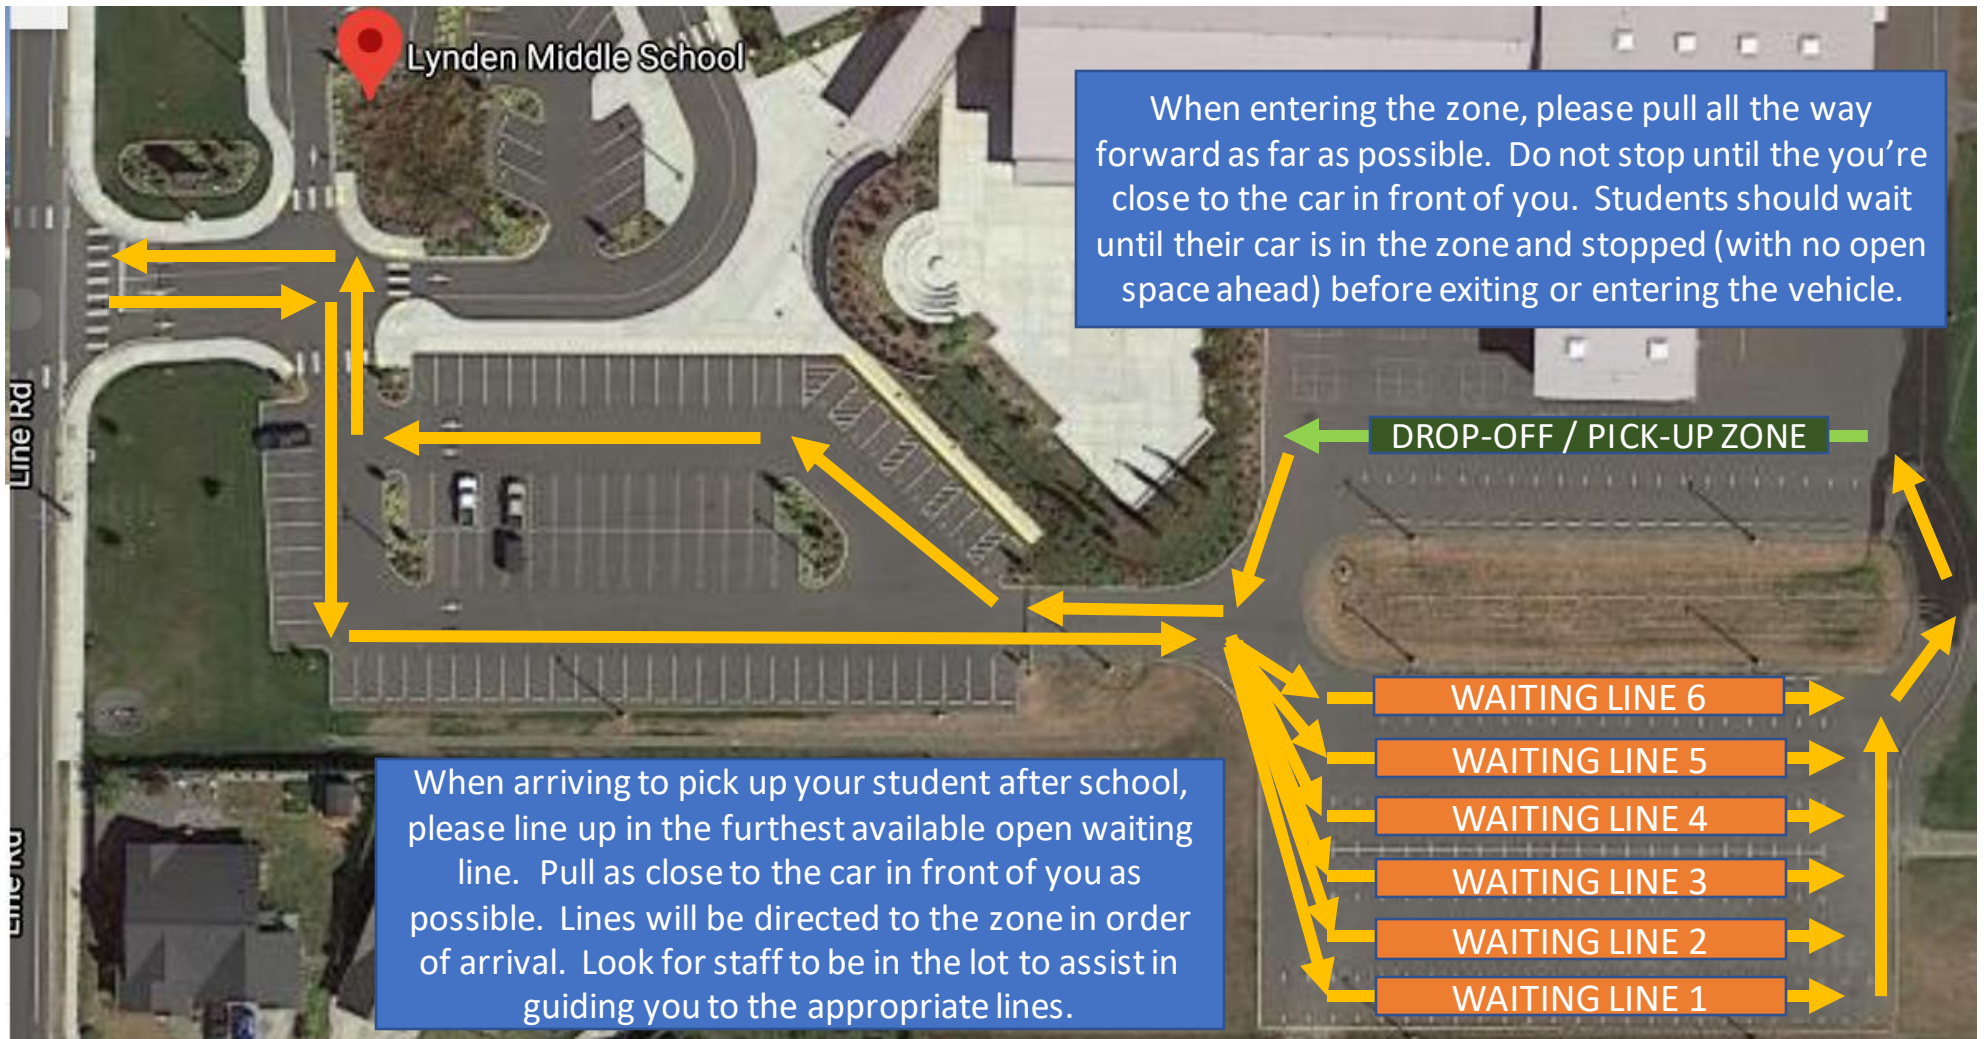 Lynden Middle School
When entering the zone, please pull all the way
forward as far as possible.  Do not stop until the you're
close to the car in front of you.  Students should wait
until their car is in the zone and stopped (with no open
space ahead) before exiting or entering the vehicle.
Line Rd
DROP-OFF / PICK-UP ZONE
WAITING LINE 6
WAITING LINE 5
WAITING LINE 4
WAITING LINE 3
WAITING LINE 2
WAITING LINE 1
When arriving to pick up your student after school,
please line up in the furthest available open waiting
line.  Pull as close to the car in front of you as
possible.  Lines will be directed to the zone in order
of arrival.  Look for staff to be in the lot to assist in
guiding you to the appropriate lines.
Line Rd